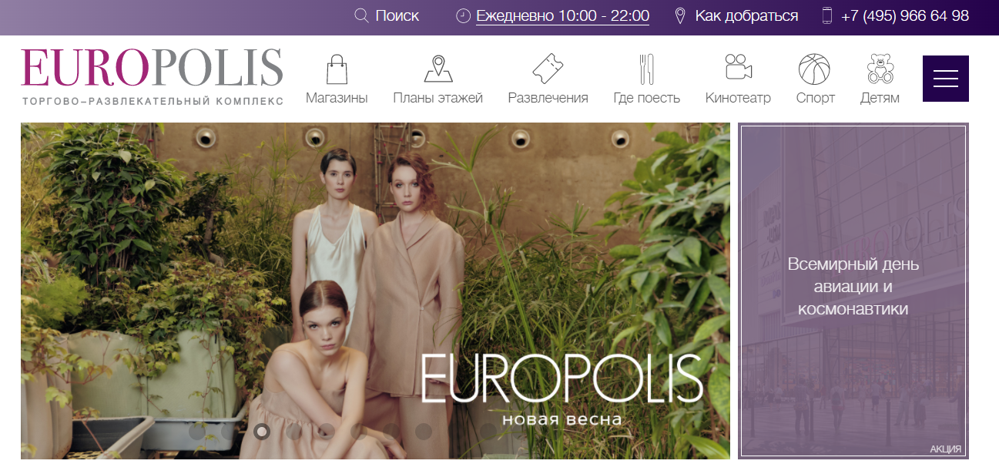 Поиск
Ежедневно 10:00 - 22:00
Как добраться
+7 (495) 966 64 98
EUROPOLIS
ТОРГОВО-РАЗВЛЕКАТЕЛЬНЫЙ КОМПЛЕКС
Магазины
Планы этажей
Развлечения
Где поесть
Кинотеатр
Спорт
Детям
EUROPOLIS
новая весна
EUROPOLIS
Всемирный день
авиации и
космонавтики
АКЦИЯ